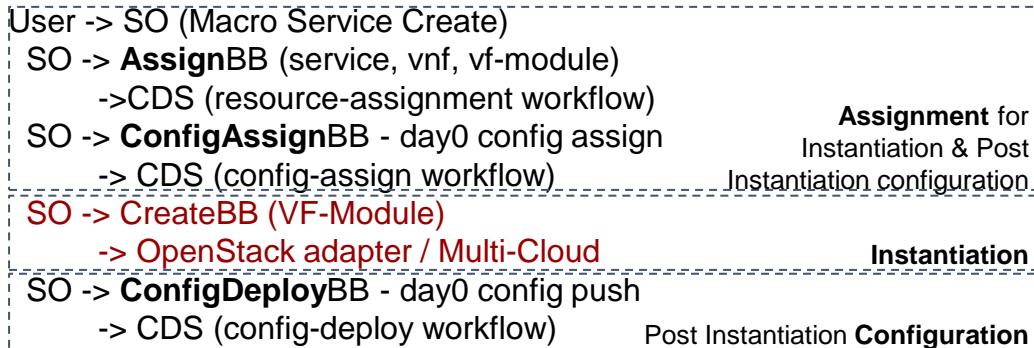 User -> SO (Macro Service Create)
SO -> AssignBB (service, vnf, vf-module)
->CDS (resource-assignment workflow)
SO -> ConfigAssignBB - day0 config assign
-> CDS (config-assign workflow)
Assignment for
Instantiation & Post
Instantiation configuration
SO -> CreateBB (VF-Module)
-> OpenStack adapter / Multi-Cloud
Instantiation
SO -> ConfigDeployBB - day0 config push
-> CDS (config-deploy workflow)
Post Instantiation Configuration